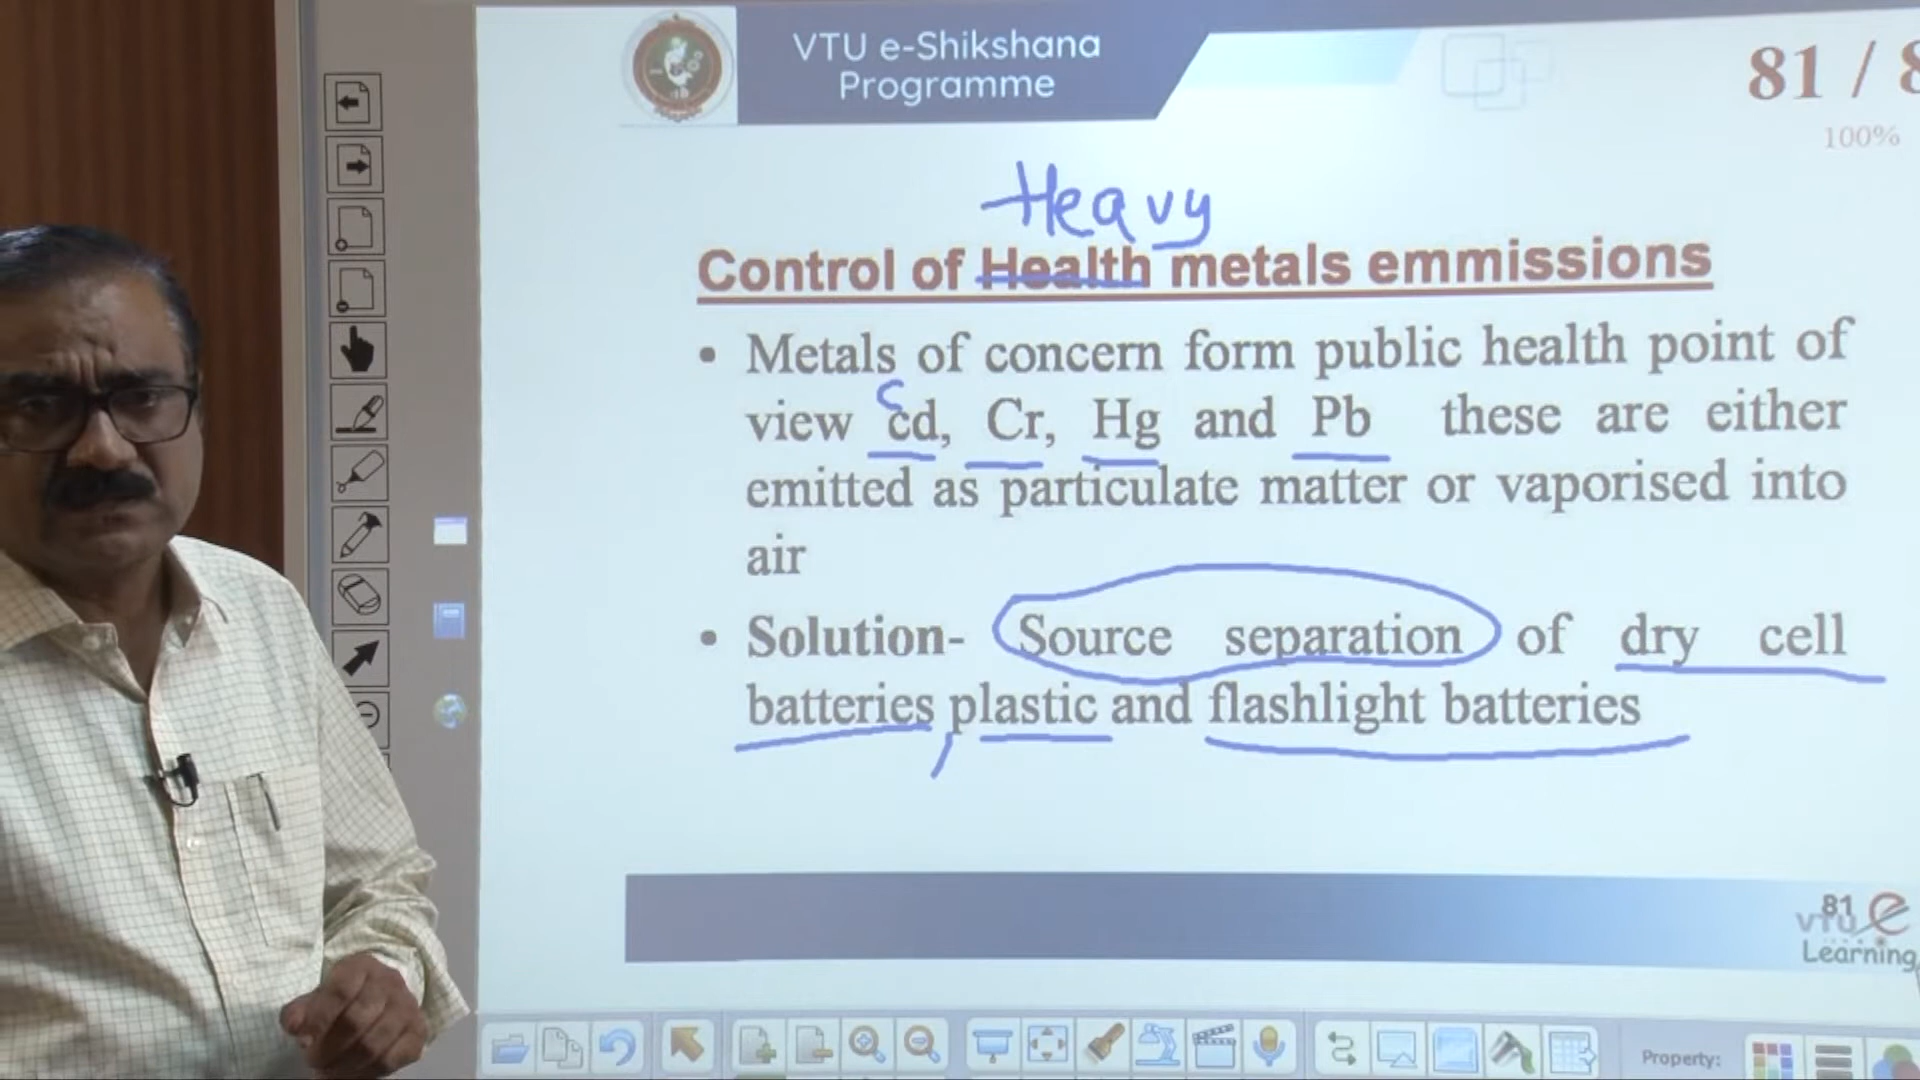 VTU e-Shikshana
Programme
81 / 8
100%
Heavy
Control of Health metals emmissions
• Metals of concern form public health point of
view cd, Cr, Hg and Pb these are either
emitted as particulate matter or vaporised into
air
• Solution- Source separation of dry cell
batteries, plastic and flashlight batteries
81
VTU e
Learning
Property: